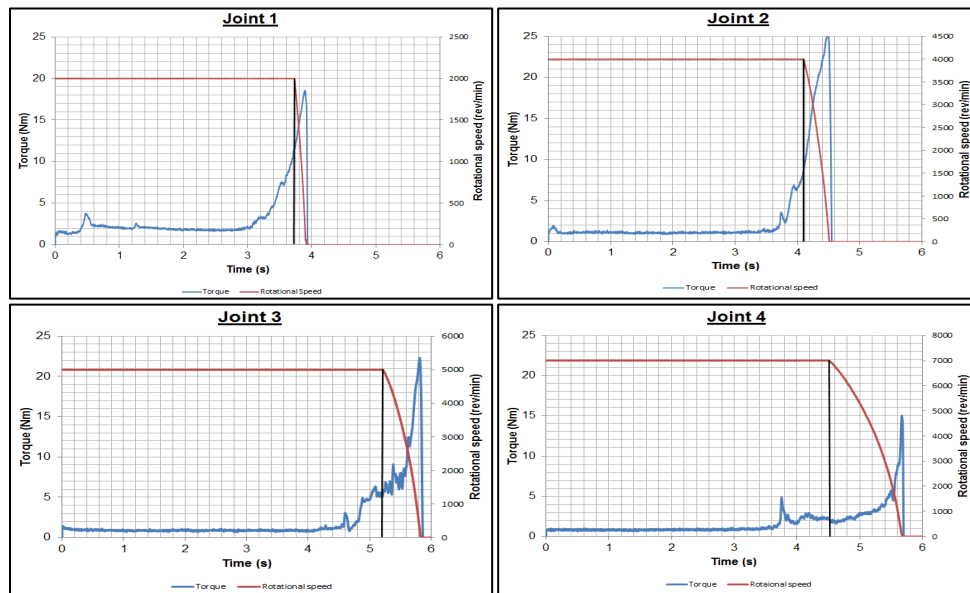 Joint 1
25
20
15
10
5
0
Torque (Nm)
2500
2000
1500
1000
500
0
Rotational speed (rev/min)
0 1 2 3 4 5 6
Time (s)
Torque Rotational Speed
Joint 2
25
20
15
10
5
0
Torque (Nm)
4500
4000
3500
3000
2500
2000
1500
1000
500
0
Rotational speed (rev/min)
0 1 2 3 4 5 6
Time (s)
Torque Rotational speed
Joint 3
25
20
15
10
5
0
Torque (Nm)
6000
5000
4000
3000
2000
1000
0
Rotational speed (rev/min)
0 1 2 3 4 5 6
Time (s)
Torque Rotational speed
Joint 4
25
20
15
10
5
0
Torque (Nm)
8000
7000
6000
5000
4000
3000
2000
1000
0
Rotational speed (rev/min)
0 1 2 3 4 5 6
Time (s)
Torque Rotaional speed